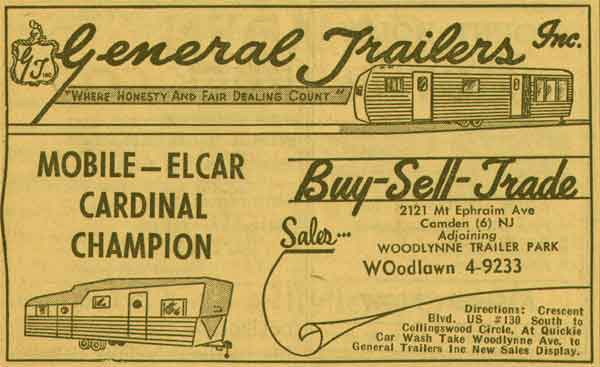 GT INC
General Trailers Inc.
"WHERE HONESTY AND FAIR DEALING COUNT"
MOBILE – ELCAR
CARDINAL
CHAMPION
Buy-Sell-Trade
2121 Mt Ephraim Ave
Camden (6) NJ
Adjoining
WOODLYNNE TRAILER PARK
WOodlawn 4-9233
Sales...
Directions: Crescent
Blvd. US #130 South to
Collingswood Circle, At Quickie
Car Wash Take Woodlynne Ave. to
General Trailers Inc New Sales Display.